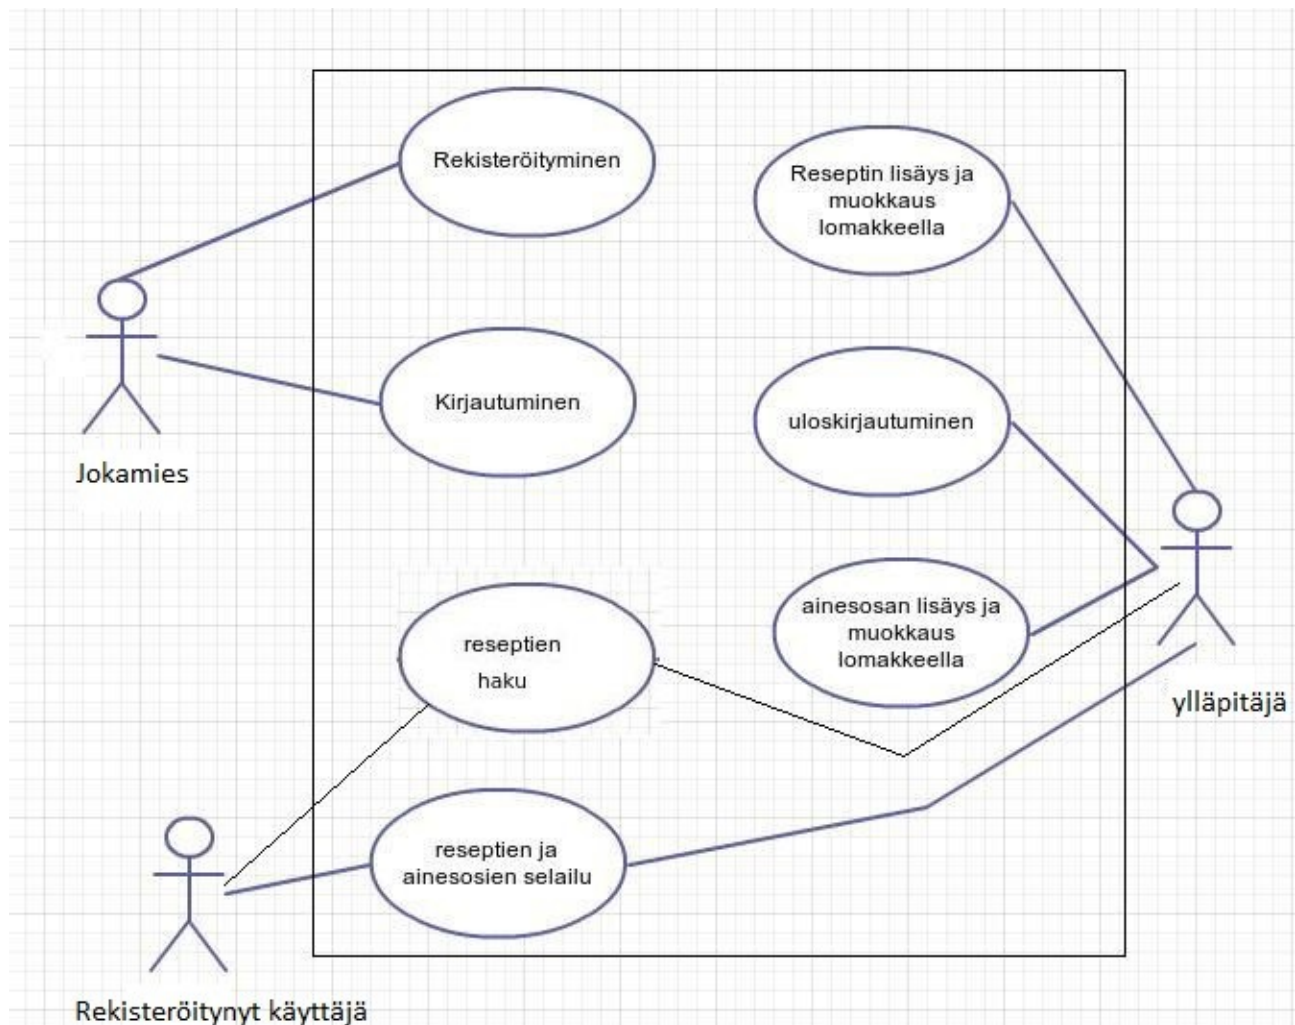 Rekisteröityminen
Reseptin lisäys ja
muokkaus
lomakkeella
Kirjautuminen
uloskirjautuminen
Jokamies
ainesosan lisäys ja
muokkaus
lomakkeella
reseptien
haku
ylläpitäjä
reseptien ja
ainesosien selailu
Rekisteröitynyt käyttäjä